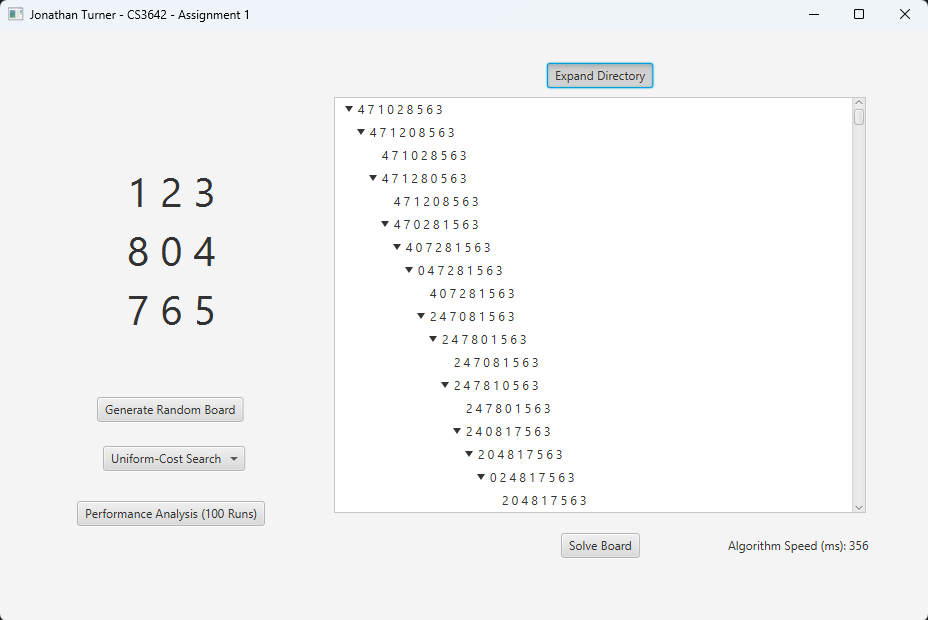 Jonathan Turner - CS3642 - Assignment 1
1 2 3
8 0 4
7 6 5
Generate Random Board
Uniform-Cost Search
Performance Analysis (100 Runs)
Expand Directory
4 7 1 0 2 8 5 6 3
4 7 1 2 0 8 5 6 3
4 7 1 0 2 8 5 6 3
4 7 1 2 8 0 5 6 3
4 7 1 2 0 8 5 6 3
4 7 0 2 8 1 5 6 3
4 0 7 2 8 1 5 6 3
0 4 7 2 8 1 5 6 3
4 0 7 2 8 1 5 6 3
2 4 7 0 8 1 5 6 3
2 4 7 8 0 1 5 6 3
2 4 7 0 8 1 5 6 3
2 4 7 8 1 0 5 6 3
2 4 7 8 0 1 5 6 3
2 4 0 8 1 7 5 6 3
2 0 4 8 1 7 5 6 3
0 2 4 8 1 7 5 6 3
2 0 4 8 1 7 5 6 3
Solve Board
Algorithm Speed (ms): 356